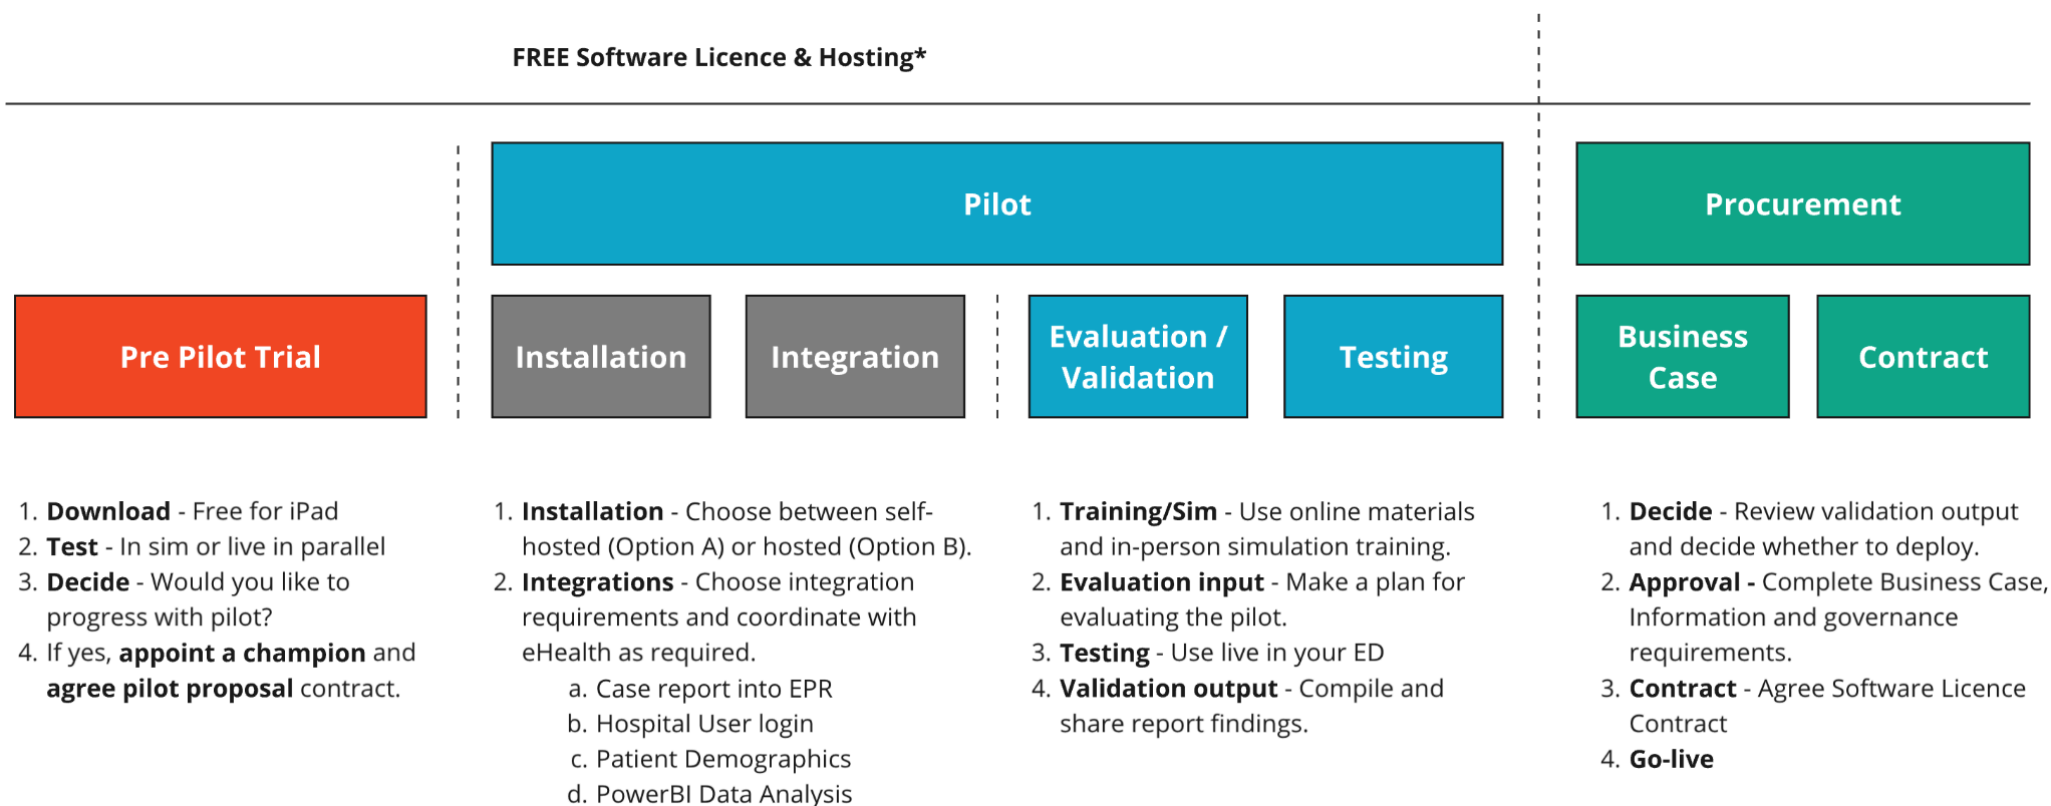 FREE Software Licence & Hosting*
Pilot
Procurement
Pre Pilot Trial
Installation
Integration
Evaluation /
Validation
Testing
Business
Case
Contract
1. Download - Free for iPad
2. Test - In sim or live in parallel
3. Decide - Would you like to
progress with pilot?
4. If yes, appoint a champion and
agree pilot proposal contract.
1. Installation - Choose between self-
hosted (Option A) or hosted (Option B).
2. Integrations - Choose integration
requirements and coordinate with
eHealth as required.
a. Case report into EPR
b. Hospital User login
c. Patient Demographics
d. PowerBI Data Analysis
1. Training/Sim - Use online materials
and in-person simulation training.
2. Evaluation input - Make a plan for
evaluating the pilot.
3. Testing - Use live in your ED
4. Validation output - Compile and
share report findings.
1. Decide - Review validation output
and decide whether to deploy.
2. Approval - Complete Business Case,
Information and governance
requirements.
3. Contract - Agree Software Licence
Contract
4. Go-live